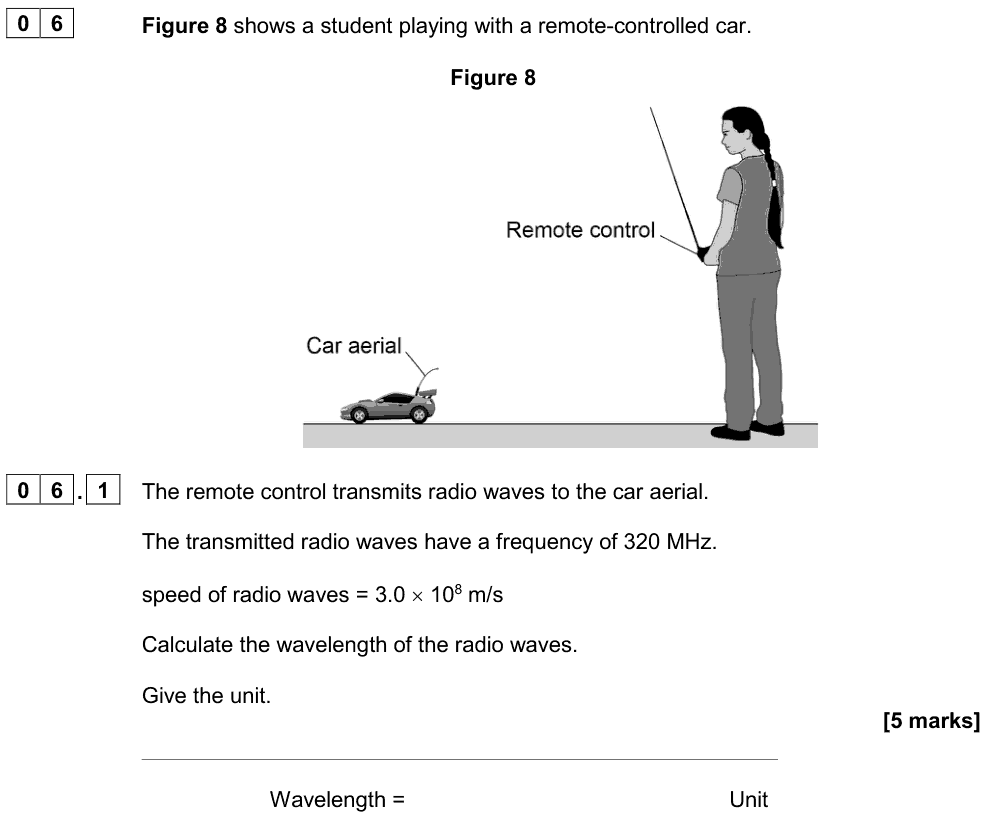 0 6 Figure 8 shows a student playing with a remote-controlled car.
Figure 8
Remote control
Car aerial
0 6 . 1 The remote control transmits radio waves to the car aerial.
The transmitted radio waves have a frequency of 320 MHz.
speed of radio waves = 3.0 × 10⁸ m/s
Calculate the wavelength of the radio waves.
Give the unit.
[5 marks]
Wavelength = Unit